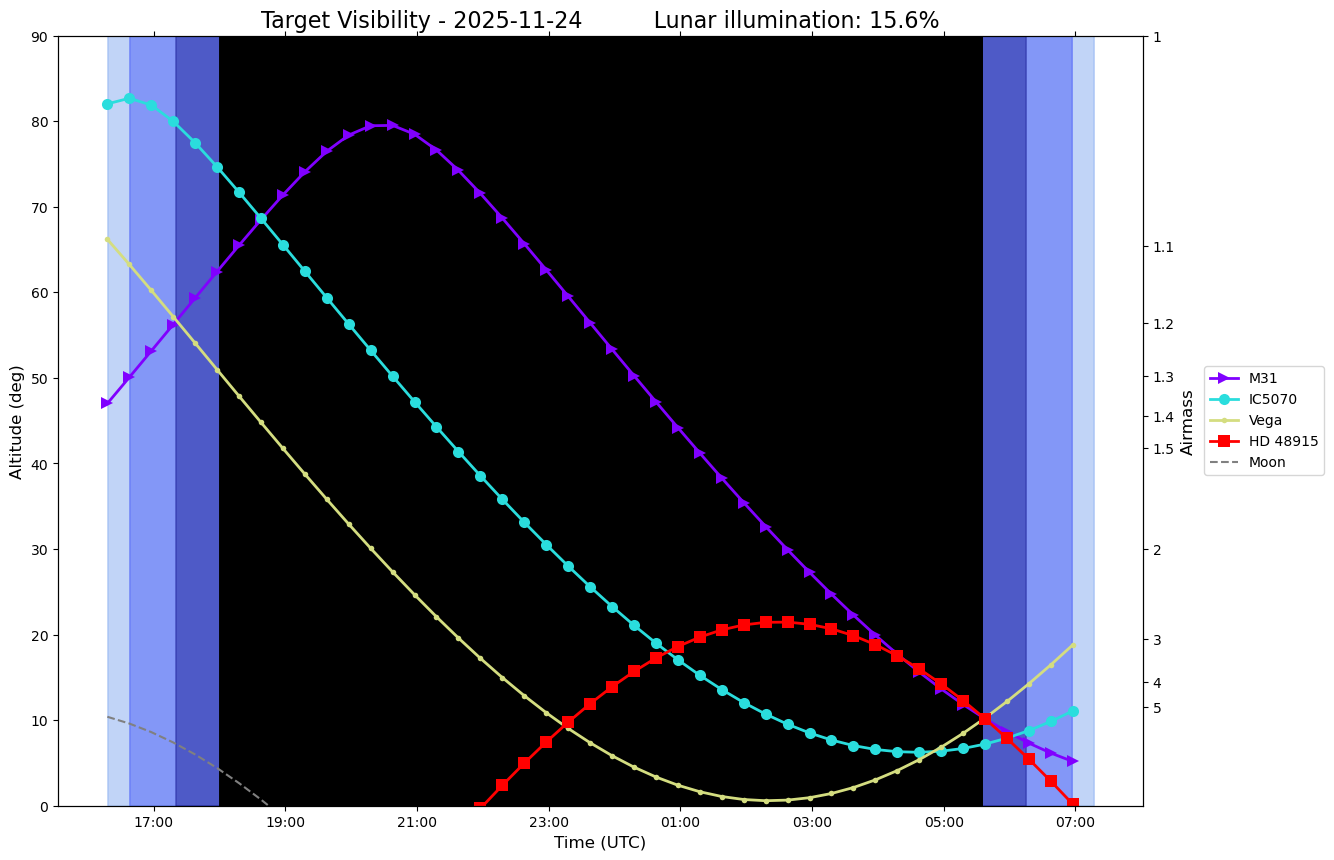 Target Visibility - 2025-11-24 Lunar illumination: 15.6%
90
80
70
60
50
40
30
20
10
0
Altitude (deg)
17:00 19:00 21:00 23:00 01:00 03:00 05:00 07:00
Time (UTC)
1
1.1
1.2
1.3
1.4
1.5
2
3
4
5
Airmass
M31
IC5070
Vega
HD 48915
Moon